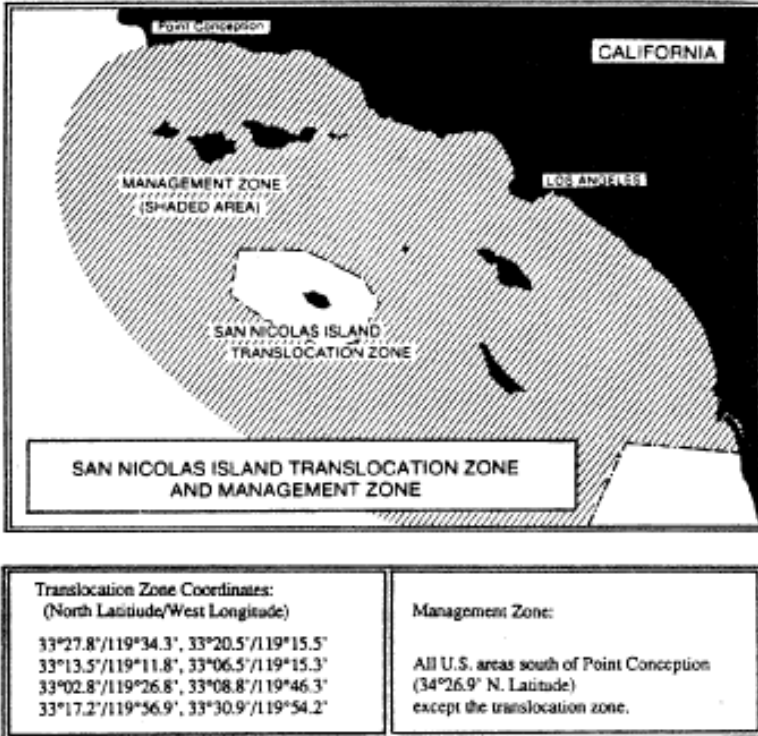 Point Conception
CALIFORNIA
MANAGEMENT ZONE
(SHADED AREA)
LOS ANGELES
SAN NICOLAS ISLAND
TRANSLOCATION ZONE
SAN NICOLAS ISLAND TRANSLOCATION ZONE
AND MANAGEMENT ZONE
Translocation Zone Coordinates:
(North Latitiude/West Longitude)
33°27.8'/119°34.3', 33°20.5'/119°15.5'
33°13.5'/119°11.8', 33°06.5'/119°15.3'
33°02.8'/119°26.8', 33°08.8'/119°46.3'
33°17.2'/119°56.9', 33°30.9'/119°54.2'
Management Zone:
All U.S. areas south of Point Conception
(34°26.9' N. Latitude)
except the translocation zone.